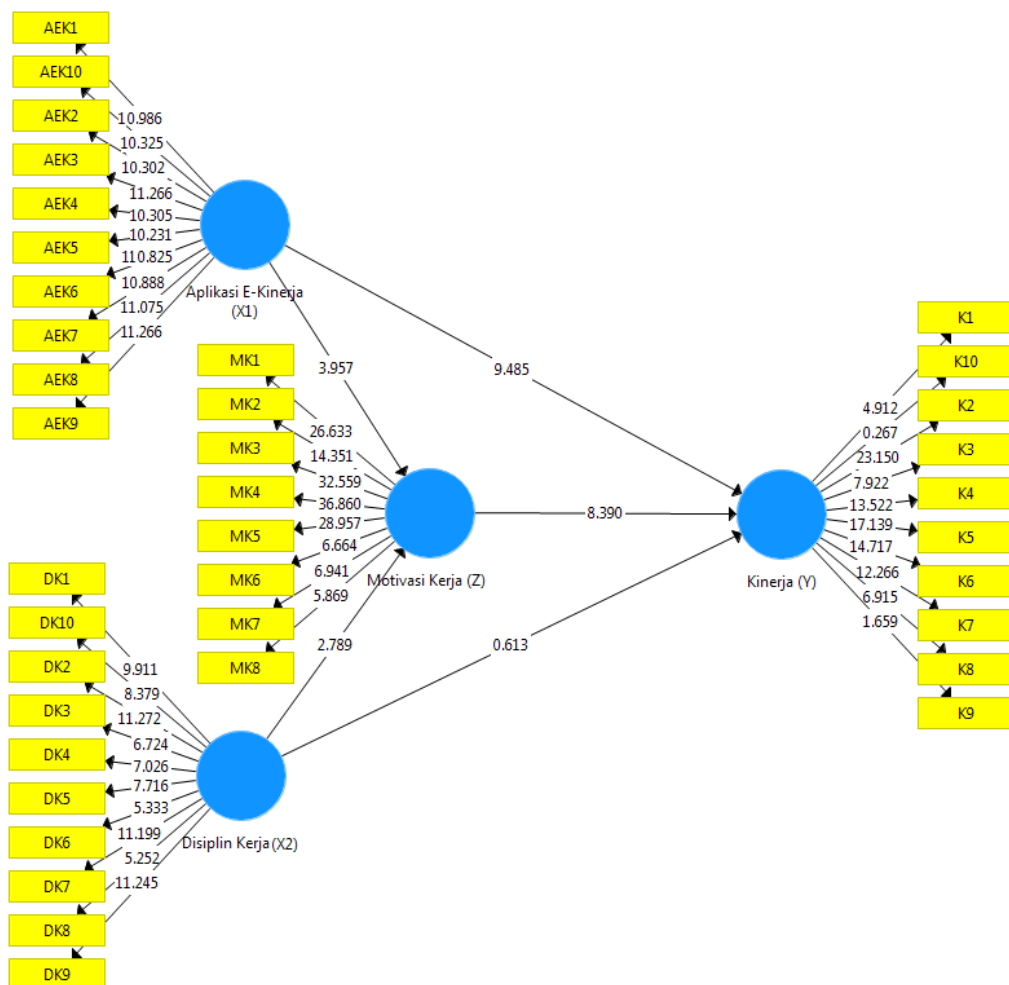 AEK1
AEK10
AEK2
AEK3
AEK4
AEK5
AEK6
AEK7
AEK8
AEK9
10.986
10.325
10.302
11.266
10.305
10.231
110.825
10.888
11.075
11.266
Aplikasi E-Kinerja
(X1)
3.957
9.485
MK1
MK2
MK3
MK4
MK5
MK6
MK7
MK8
26.633
14.351
32.559
36.860
28.957
6.664
6.941
5.869
Motivasi Kerja (Z)
8.390
2.789
0.613
DK1
DK10
DK2
DK3
DK4
DK5
DK6
DK7
DK8
DK9
9.911
8.379
11.272
6.724
7.026
7.716
5.333
11.199
5.252
11.245
Disiplin Kerja (X2)
Kinerja (Y)
4.912
0.267
23.150
7.922
13.522
17.139
14.717
12.266
6.915
1.659
K1
K10
K2
K3
K4
K5
K6
K7
K8
K9